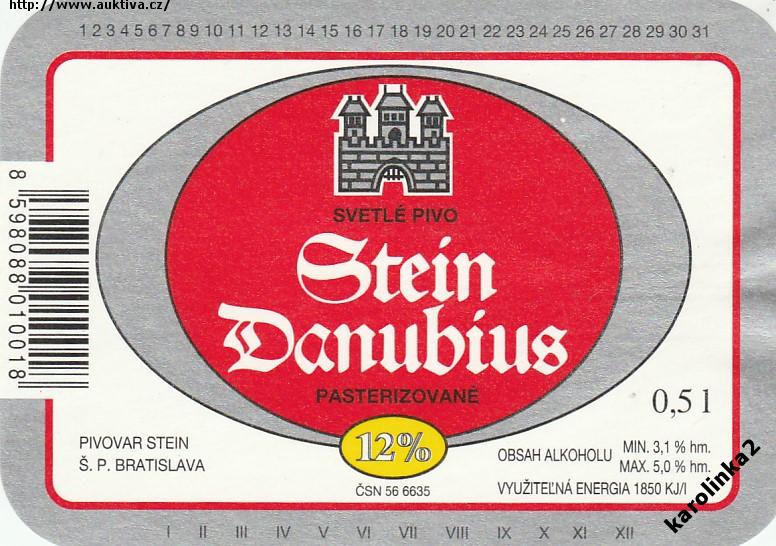 http://www.auktiva.cz/
1 2 3 4 5 6 7 8 9 10 11 12 13 14 15 16 17 18 19 20 21 22 23 24 25 26 27 28 29 30 31
SVETLÉ PIVO
Stein
Danubius
PASTERIZOVANÉ
12%
0,5 l
8 598088 010018
PIVOVAR STEIN
Š. P. BRATISLAVA
ČSN 56 6635
OBSAH ALKOHOLU MIN. 3,1 % hm.
MAX. 5,0 % hm.
VYUŽITEĽNÁ ENERGIA 1850 KJ/l
karolinka2
I II III IV V VI VII VIII IX X XI XII